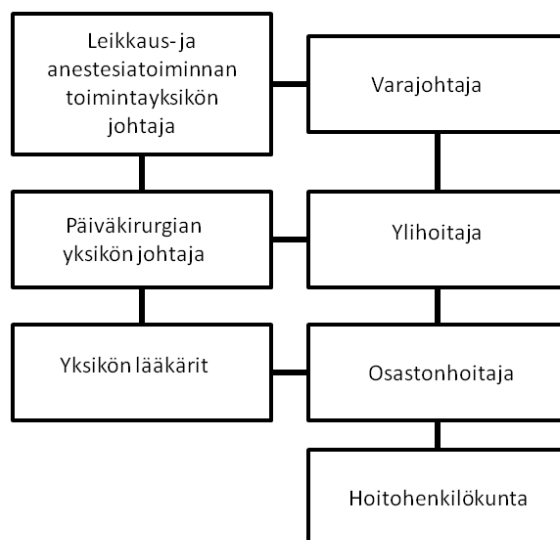 Leikkaus- ja
anestesiatoiminnan
toimintayksikön
johtaja
Varajohtaja
Päiväkirurgian
yksikön johtaja
Ylihoitaja
Yksikön lääkärit
Osastonhoitaja
Hoitohenkilökunta